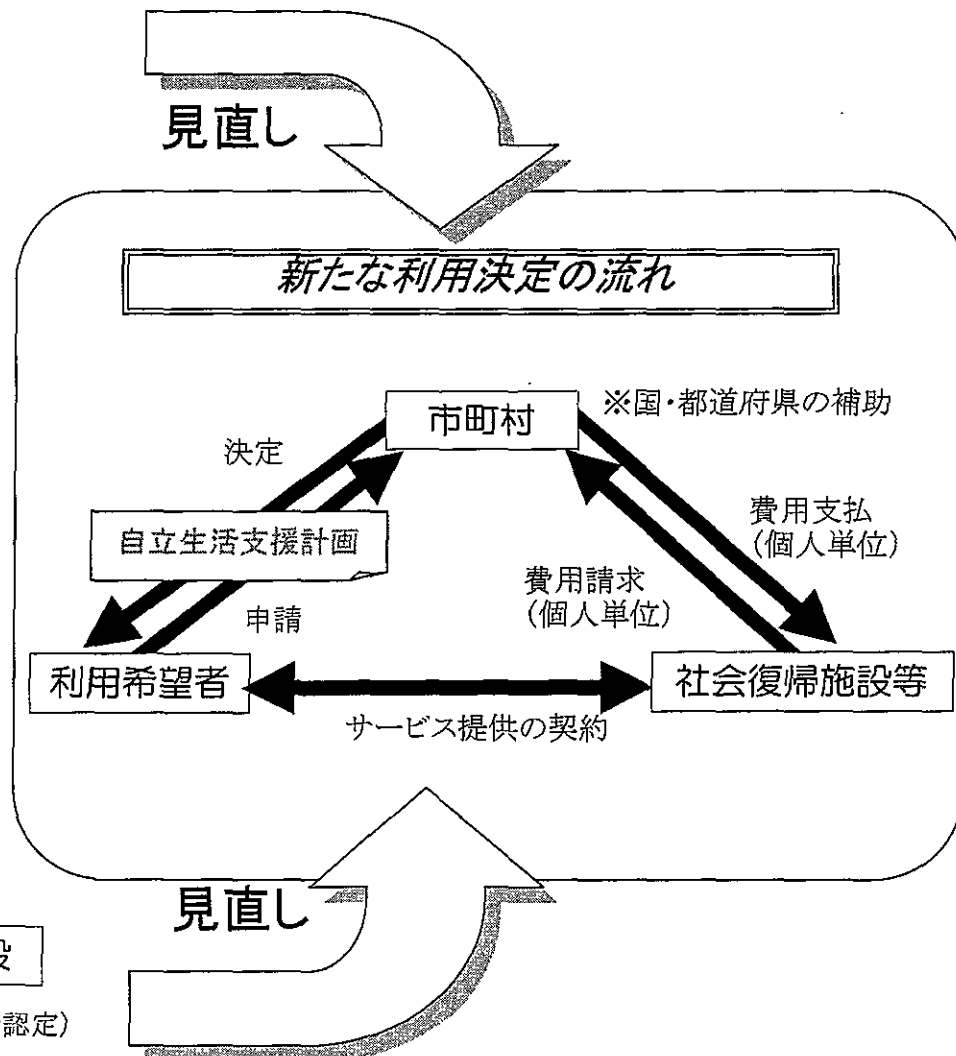 見直し
新たな利用決定の流れ
市町村
※国・都道府県の補助
決定
自立生活支援計画
申請
費用支払
(個人単位)
費用請求
(個人単位)
利用希望者
社会復帰施設等
サービス提供の契約
見直し
設
認定)